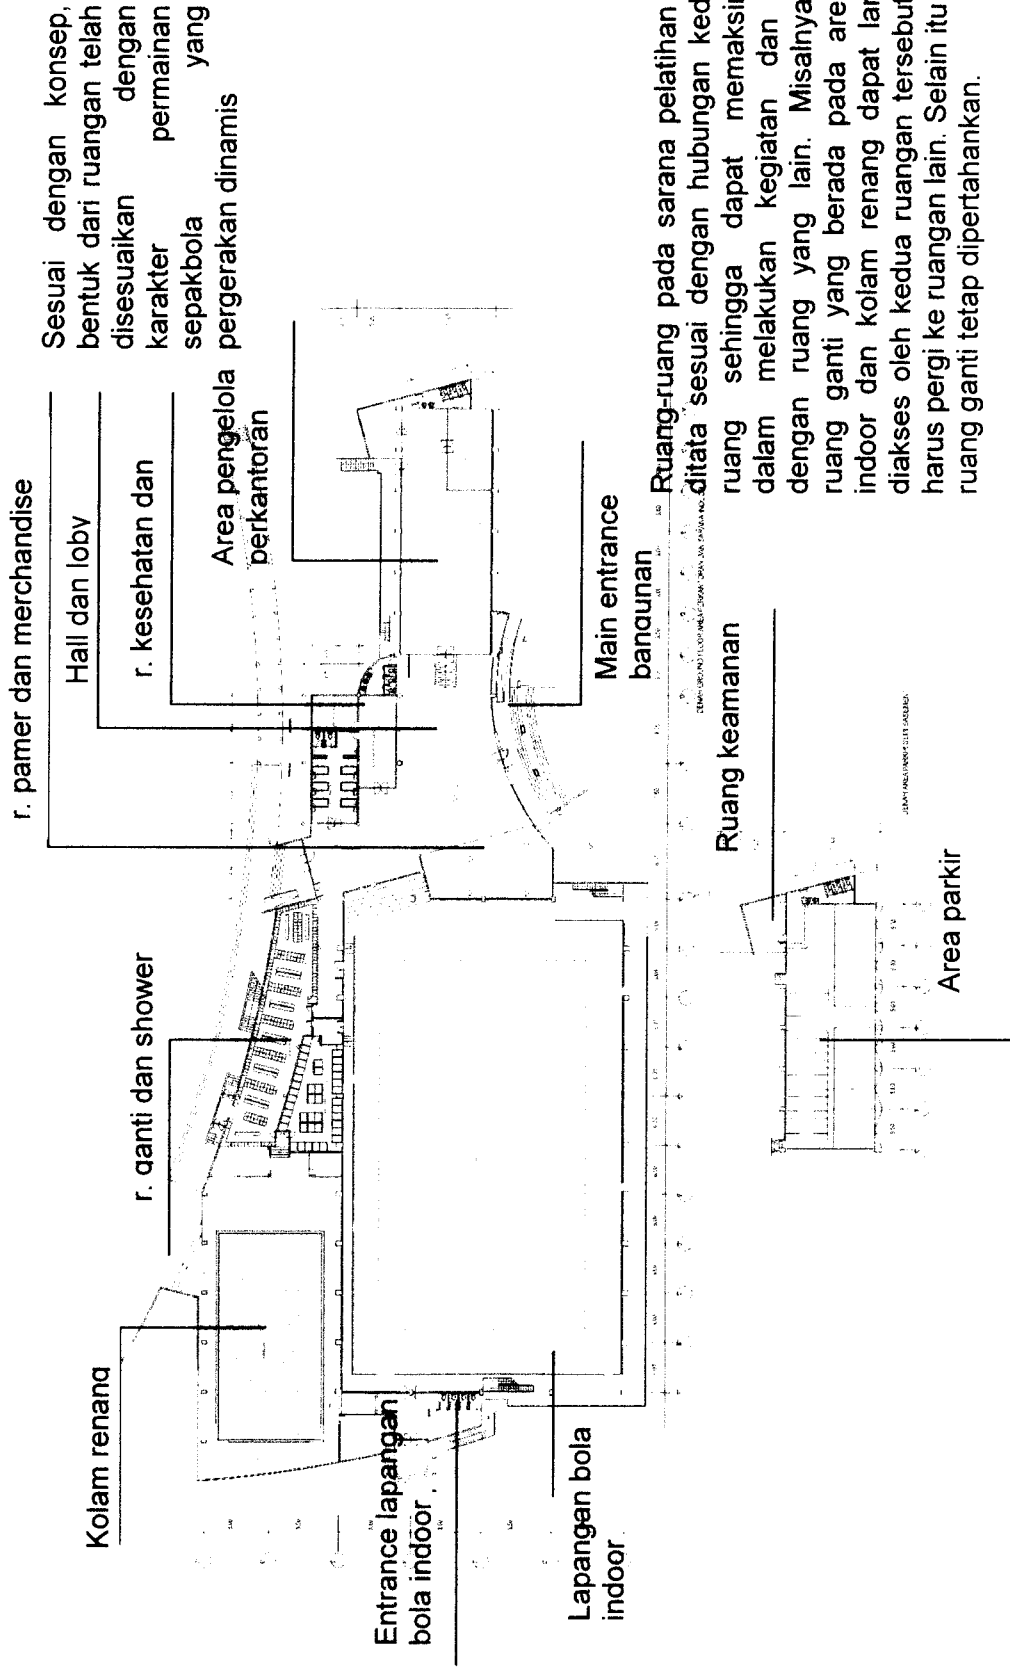 r. pamer dan merchandise
Hall dan loby
r. kesehatan dan
Area pengelola
perkantoran
Sesuai dengan konsep,
bentuk dari ruangan telah
disesuaikan dengan
karakter permainan
sepakbola yang
pergerakan dinamis
r. ganti dan shower
Kolam renang
Entrance lapangan
bola indoor
Lapangan bola
indoor
Main entrance
bangunan
Ruang keamanan
Area parkir
Ruang-ruang pada sarana pelatihan
ditata sesuai dengan hubungan ked
ruang sehingga dapat memaksi
dalam melakukan kegiatan dan
dengan ruang yang lain. Misalnya
ruang ganti yang berada pada are
indoor dan kolam renang dapat lan
diakses oleh kedua ruangan tersebut
harus pergi ke ruangan lain. Selain itu
ruang ganti tetap dipertahankan.